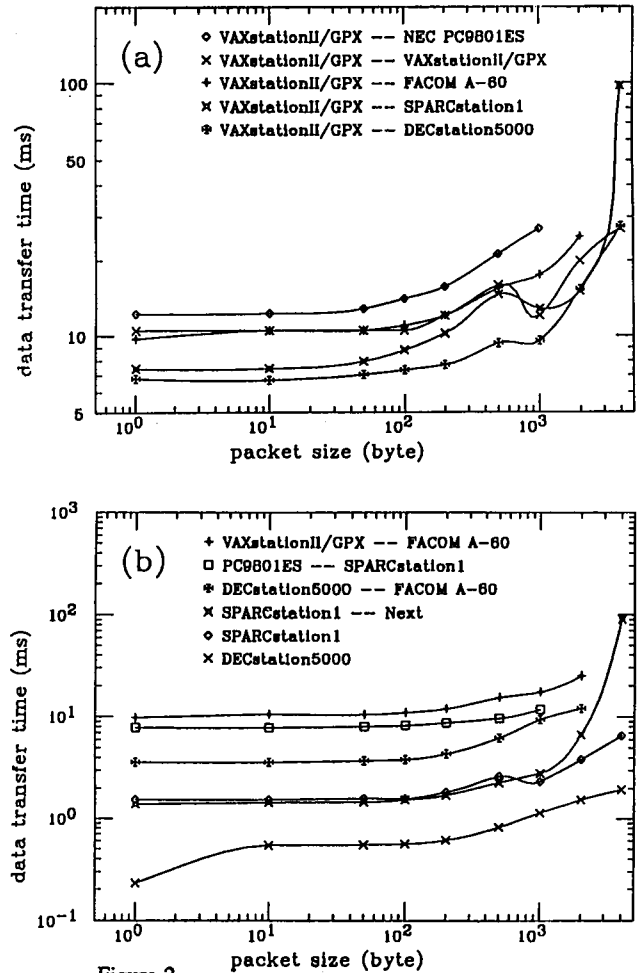 (a)
VAXstationII/GPX -- NEC PC9801ES
VAXstationII/GPX -- VAXstationII/GPX
VAXstationII/GPX -- FACOM A-60
VAXstationII/GPX -- SPARCstation1
VAXstationII/GPX -- DECstation5000
data transfer time (ms)
100
50
10
5
10^0
10^1
10^2
10^3
packet size (byte)
(b)
VAXstationII/GPX -- FACOM A-60
PC9801ES -- SPARCstation1
DECstation5000 -- FACOM A-60
SPARCstation1 -- Next
SPARCstation1
DECstation5000
data transfer time (ms)
10^3
10^2
10^1
10^0
10^-1
10^0
10^1
10^2
10^3
packet size (byte)